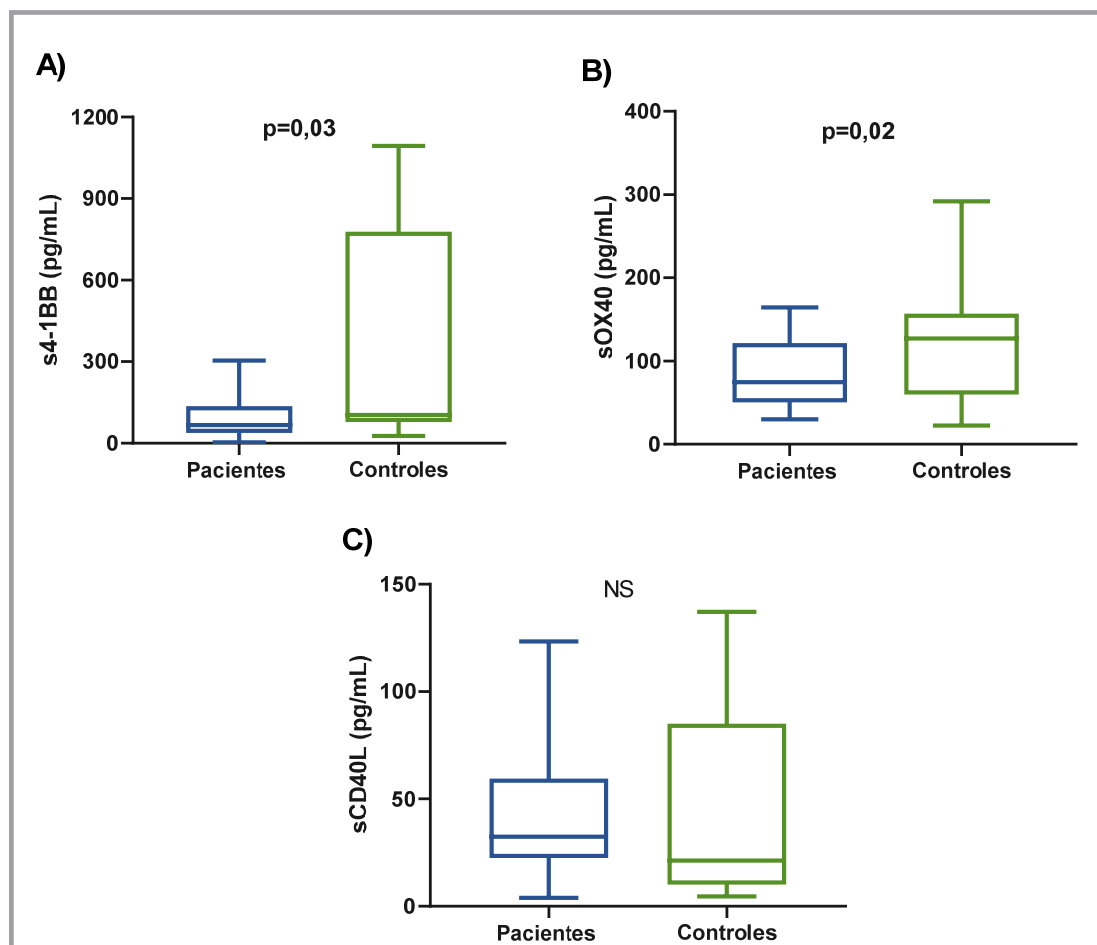 A)
p=0,03
s4-1BB (pg/mL)
1200
900
600
300
0
Pacientes Controles
B)
p=0,02
sOX40 (pg/mL)
400
300
200
100
0
Pacientes Controles
C)
NS
sCD40L (pg/mL)
150
100
50
0
Pacientes Controles